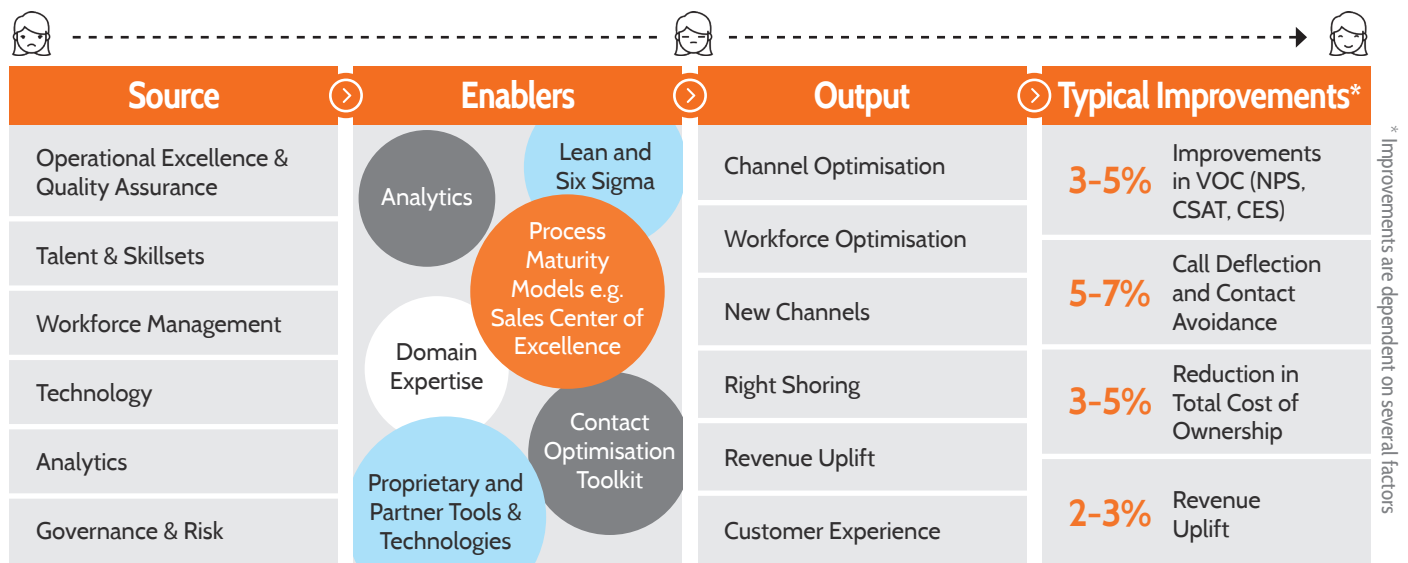 Source
Enablers
Output
Typical Improvements*
Operational Excellence &
Quality Assurance
Talent & Skillsets
Workforce Management
Technology
Analytics
Governance & Risk
Analytics
Lean and
Six Sigma
Process
Maturity
Models e.g.
Sales Center of
Excellence
Domain
Expertise
Contact
Optimisation
Toolkit
Proprietary and
Partner Tools &
Technologies
Channel Optimisation
Workforce Optimisation
New Channels
Right Shoring
Revenue Uplift
Customer Experience
3-5%
Improvements
in VOC (NPS,
CSAT, CES)
5-7%
Call Deflection
and Contact
Avoidance
3-5%
Reduction in
Total Cost of
Ownership
2-3%
Revenue
Uplift
* Improvements are dependent on several factors